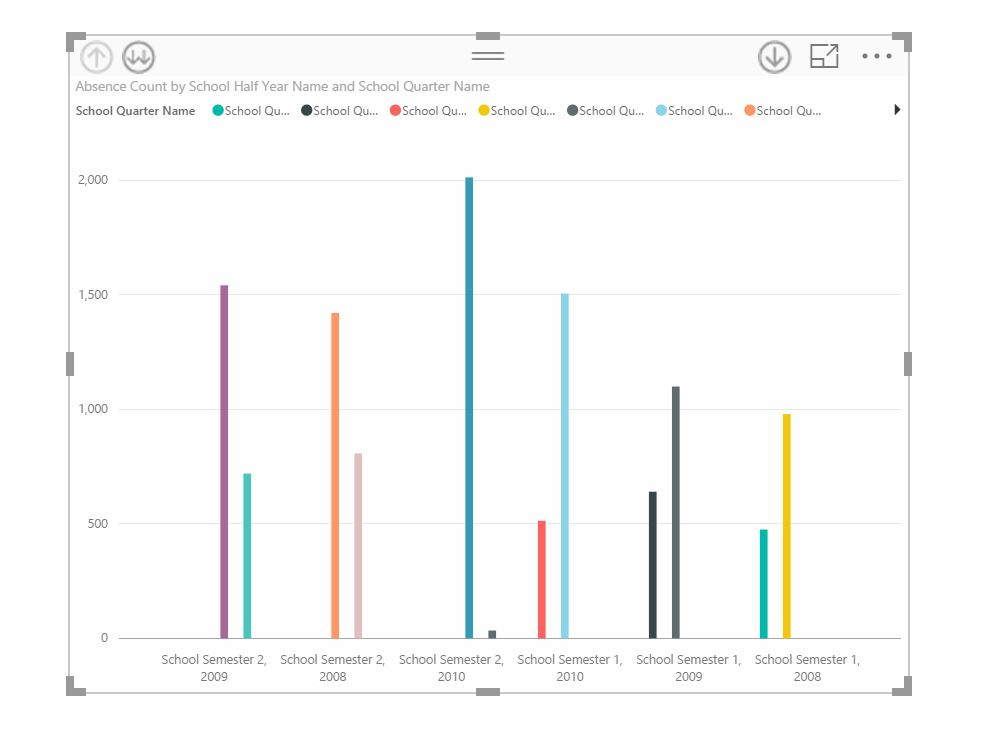 Absence Count by School Half Year Name and School Quarter Name
School Quarter Name School Qu... School Qu... School Qu... School Qu... School Qu... School Qu... School Qu...
2,000
1,500
1,000
500
0
School Semester 2, School Semester 2, School Semester 2, School Semester 1, School Semester 1, School Semester 1,
2009 2008 2010 2010 2009 2008